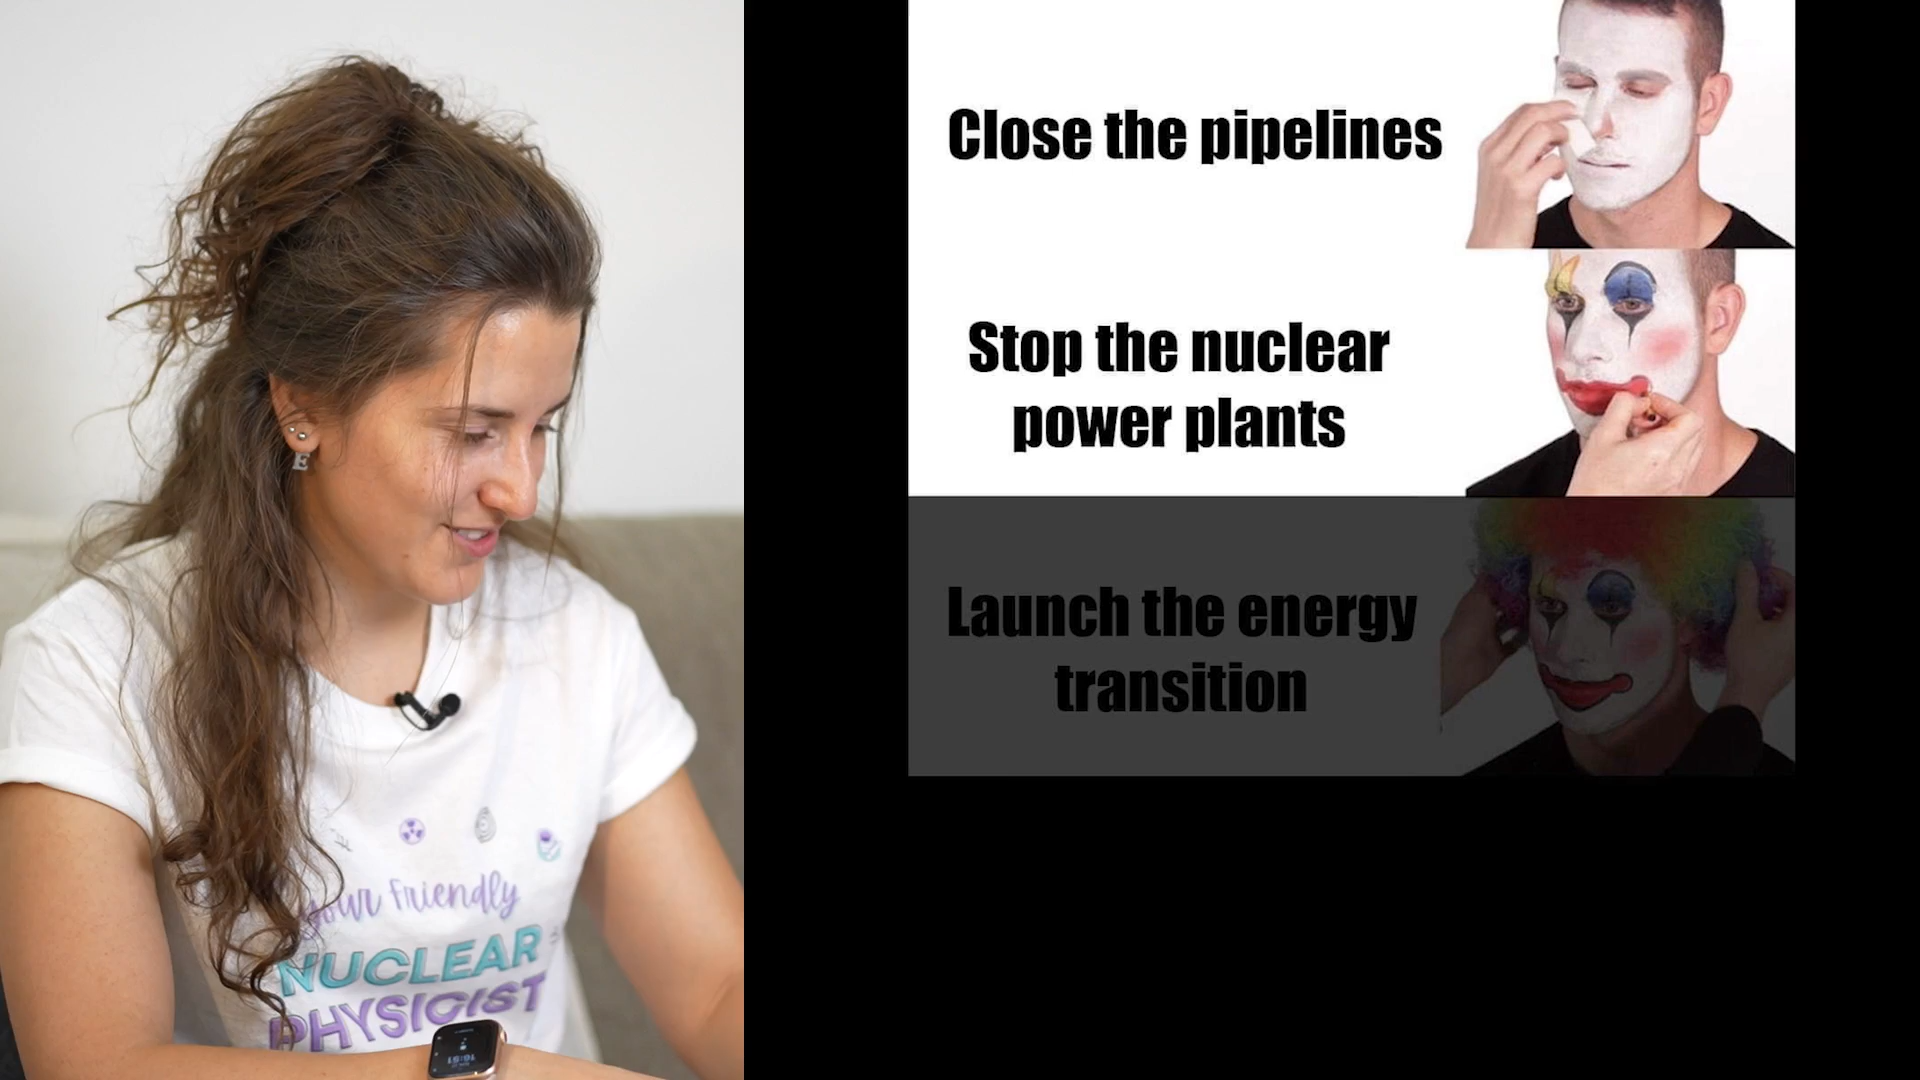 Close the pipelines
Stop the nuclear
power plants
Launch the energy
transition
E
your friendly
NUCLEAR
PHYSICIST